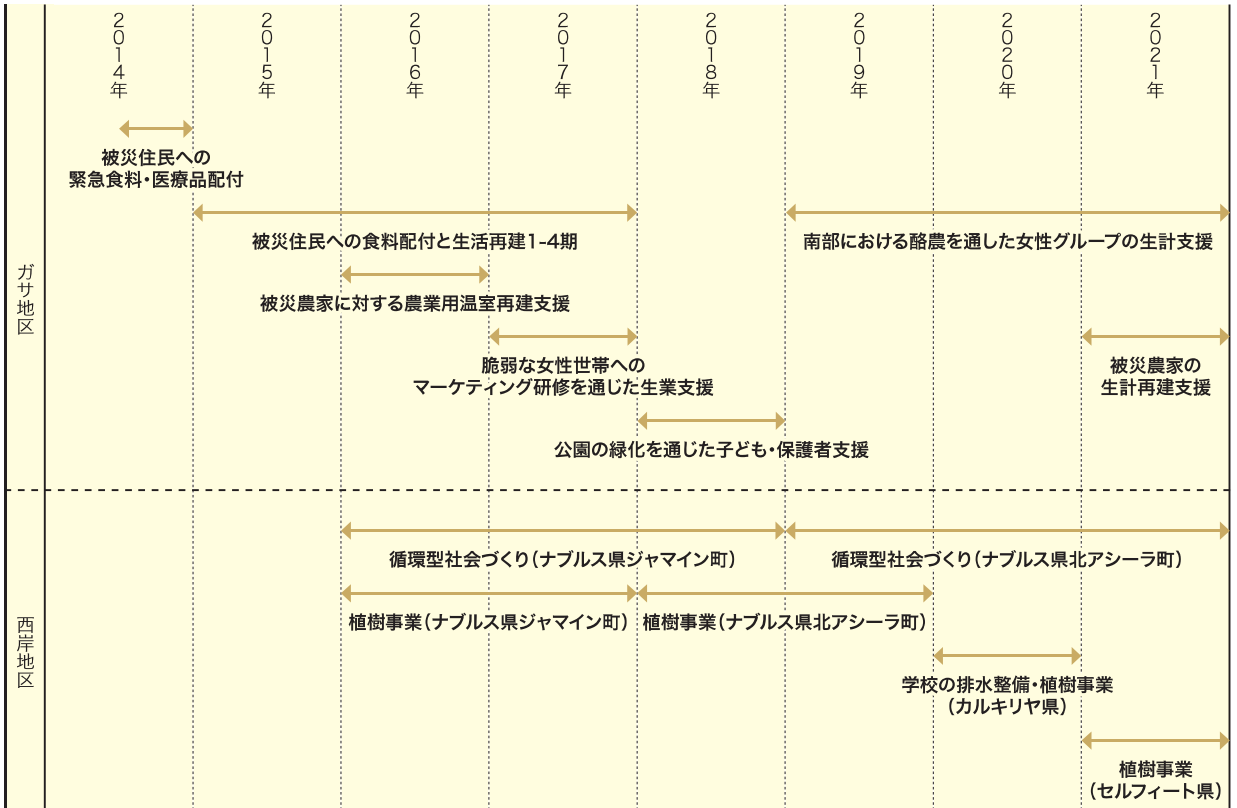 2014年
2015年
2016年
2017年
2018年
2019年
2020年
2021年
ガサ地区
被災住民への
緊急食料・医療品配付
被災住民への食料配付と生活再建1-4期
南部における酪農を通した女性グループの生計支援
被災農家に対する農業用温室再建支援
脆弱な女性世帯への
マーケティング研修を通じた生業支援
被災農家の
生計再建支援
公園の緑化を通じた子ども・保護者支援
西岸地区
循環型社会づくり（ナブルス県ジャマイン町）
循環型社会づくり（ナブルス県北アシーラ町）
植樹事業（ナブルス県ジャマイン町）
植樹事業（ナブルス県北アシーラ町）
学校の排水整備・植樹事業
（カルキリヤ県）
植樹事業
（セルフィート県）